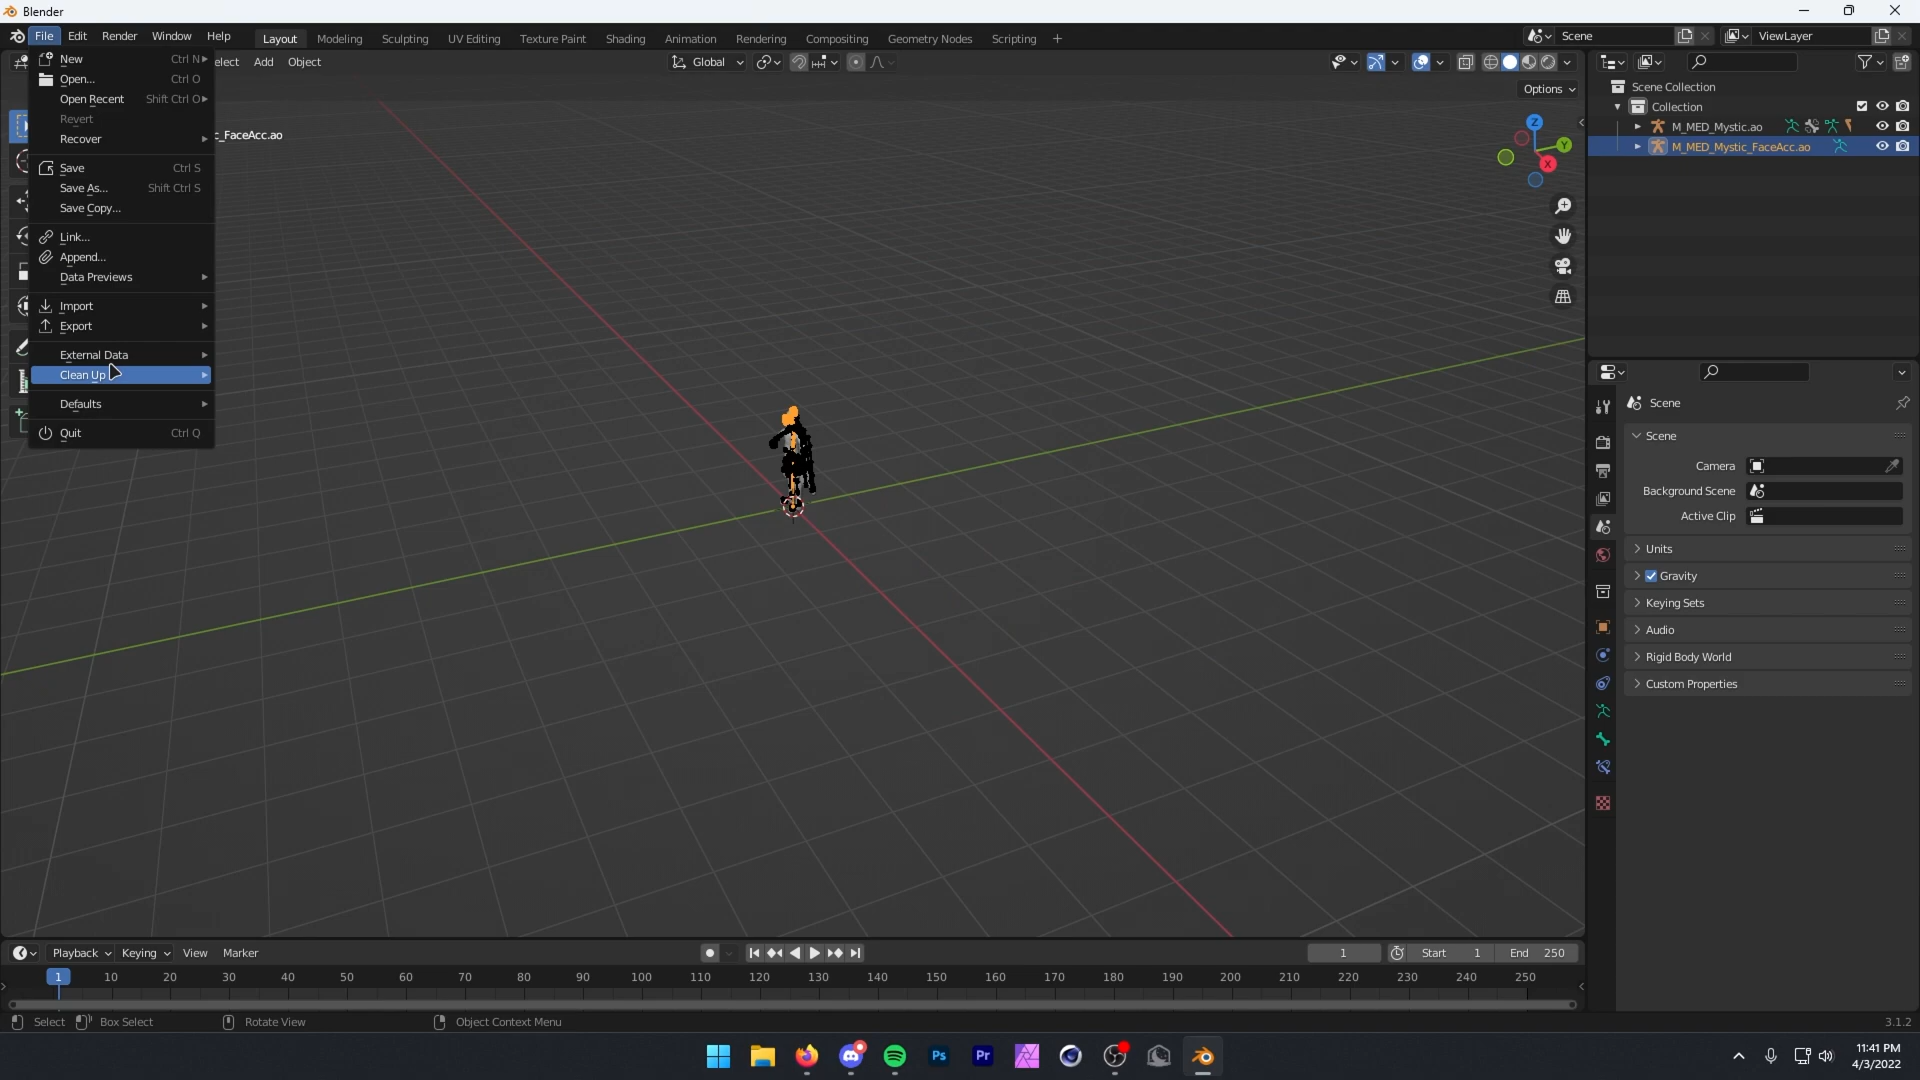 Blender
File Edit Render Window Help Layout Modeling Sculpting UV Editing Texture Paint Shading Animation Rendering Compositing Geometry Nodes Scripting + Scene ViewLayer
elect Add Object Global
Options
New Ctrl N
Open... Ctrl O
Open Recent Shift Ctrl O
Revert
Recover
Save Ctrl S
Save As... Shift Ctrl S
Save Copy...
Link...
Append...
Data Previews
Import
Export
External Data
Clean Up
Defaults
Quit Ctrl Q
c_FaceAcc.ao
Z
Y
X
Scene Collection
Collection
M_MED_Mystic.ao
M_MED_Mystic_FaceAcc.ao
Scene
Scene
Camera
Background Scene
Active Clip
Units
Gravity
Keying Sets
Audio
Rigid Body World
Custom Properties
Playback Keying View Marker 1 Start 1 End 250
1 10 20 30 40 50 60 70 80 90 100 110 120 130 140 150 160 170 180 190 200 210 220 230 240 250
Select Box Select Rotate View Object Context Menu 3.1.2
Ps Pr
11:41 PM
4/3/2022